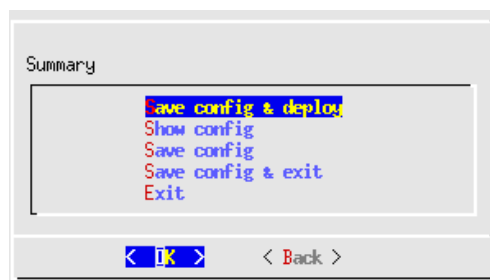 Summary
Save config & deploy
Show config
Save config
Save config & exit
Exit
< OK > < Back >